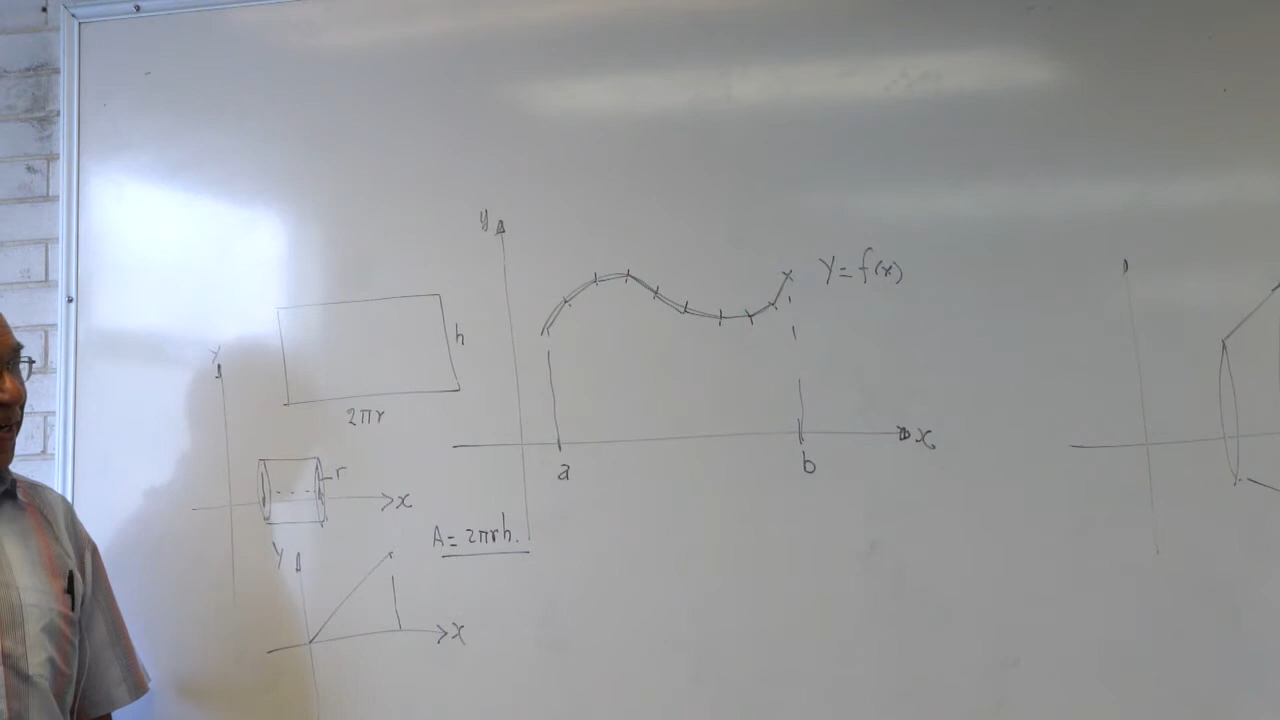 y
Y = f(x)
h
2πr
Y
x
a
b
r
x
A = 2πrh.
Y
x